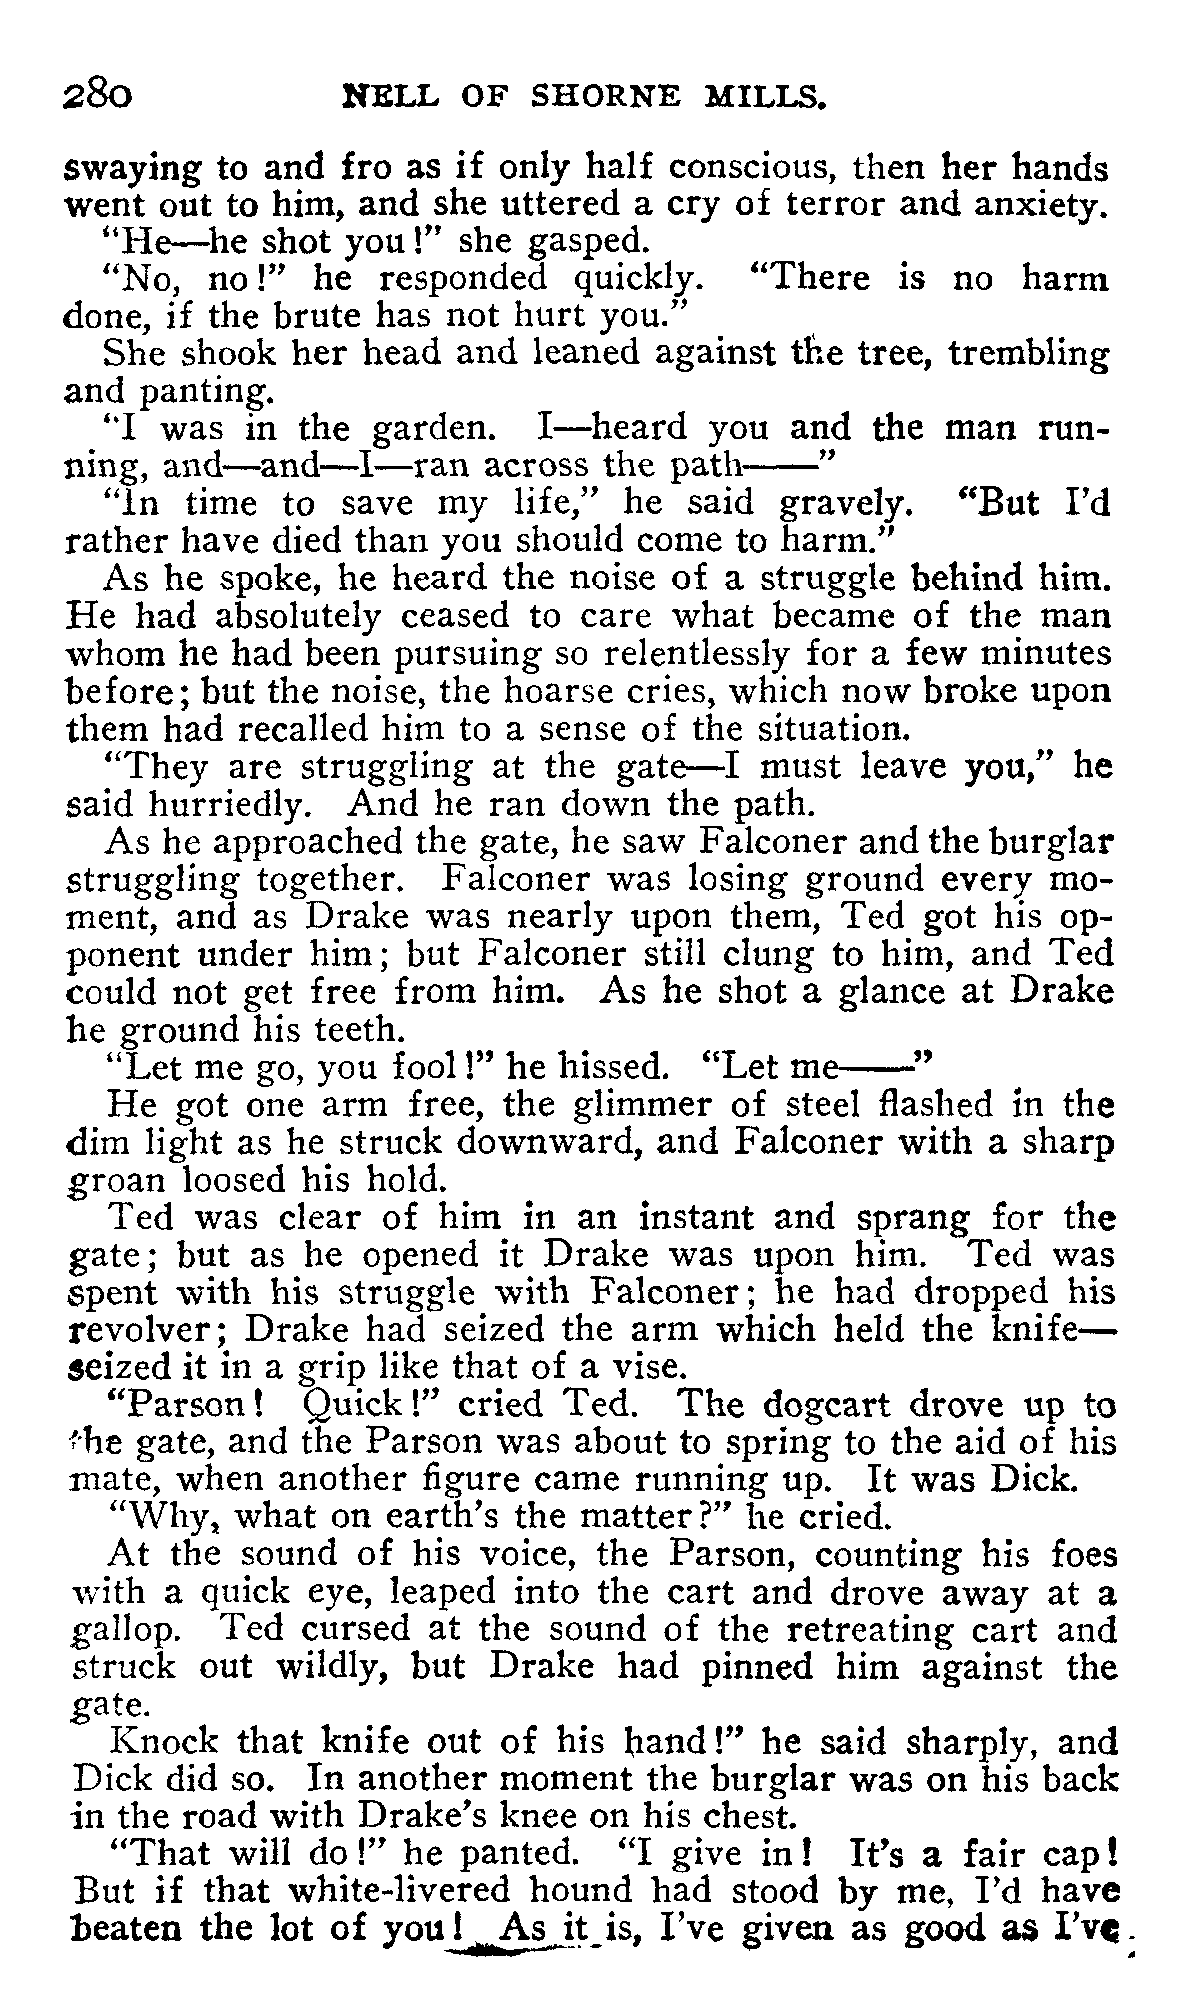 280 NELL OF SHORNE MILLS.
swaying to and fro as if only half conscious, then her hands
went out to him, and she uttered a cry of terror and anxiety.
"He—he shot you!" she gasped.
"No, no!" he responded quickly. "There is no harm
done, if the brute has not hurt you."
She shook her head and leaned against the tree, trembling
and panting.
"I was in the garden. I—heard you and the man run-
ning, and—and—I—ran across the path——"
"In time to save my life," he said gravely. "But I'd
rather have died than you should come to harm."
As he spoke, he heard the noise of a struggle behind him.
He had absolutely ceased to care what became of the man
whom he had been pursuing so relentlessly for a few minutes
before; but the noise, the hoarse cries, which now broke upon
them had recalled him to a sense of the situation.
"They are struggling at the gate—I must leave you," he
said hurriedly. And he ran down the path.
As he approached the gate, he saw Falconer and the burglar
struggling together. Falconer was losing ground every mo-
ment, and as Drake was nearly upon them, Ted got his op-
ponent under him; but Falconer still clung to him, and Ted
could not get free from him. As he shot a glance at Drake
he ground his teeth.
"Let me go, you fool!" he hissed. "Let me——"
He got one arm free, the glimmer of steel flashed in the
dim light as he struck downward, and Falconer with a sharp
groan loosed his hold.
Ted was clear of him in an instant and sprang for the
gate; but as he opened it Drake was upon him. Ted was
spent with his struggle with Falconer; he had dropped his
revolver; Drake had seized the arm which held the knife—
seized it in a grip like that of a vise.
"Parson! Quick!" cried Ted. The dogcart drove up to
the gate, and the Parson was about to spring to the aid of his
mate, when another figure came running up. It was Dick.
"Why, what on earth's the matter?" he cried.
At the sound of his voice, the Parson, counting his foes
with a quick eye, leaped into the cart and drove away at a
gallop. Ted cursed at the sound of the retreating cart and
struck out wildly, but Drake had pinned him against the
gate.
Knock that knife out of his hand!" he said sharply, and
Dick did so. In another moment the burglar was on his back
in the road with Drake's knee on his chest.
"That will do!" he panted. "I give in! It's a fair cap!
But if that white-livered hound had stood by me, I'd have
beaten the lot of you! As it is, I've given as good as I've